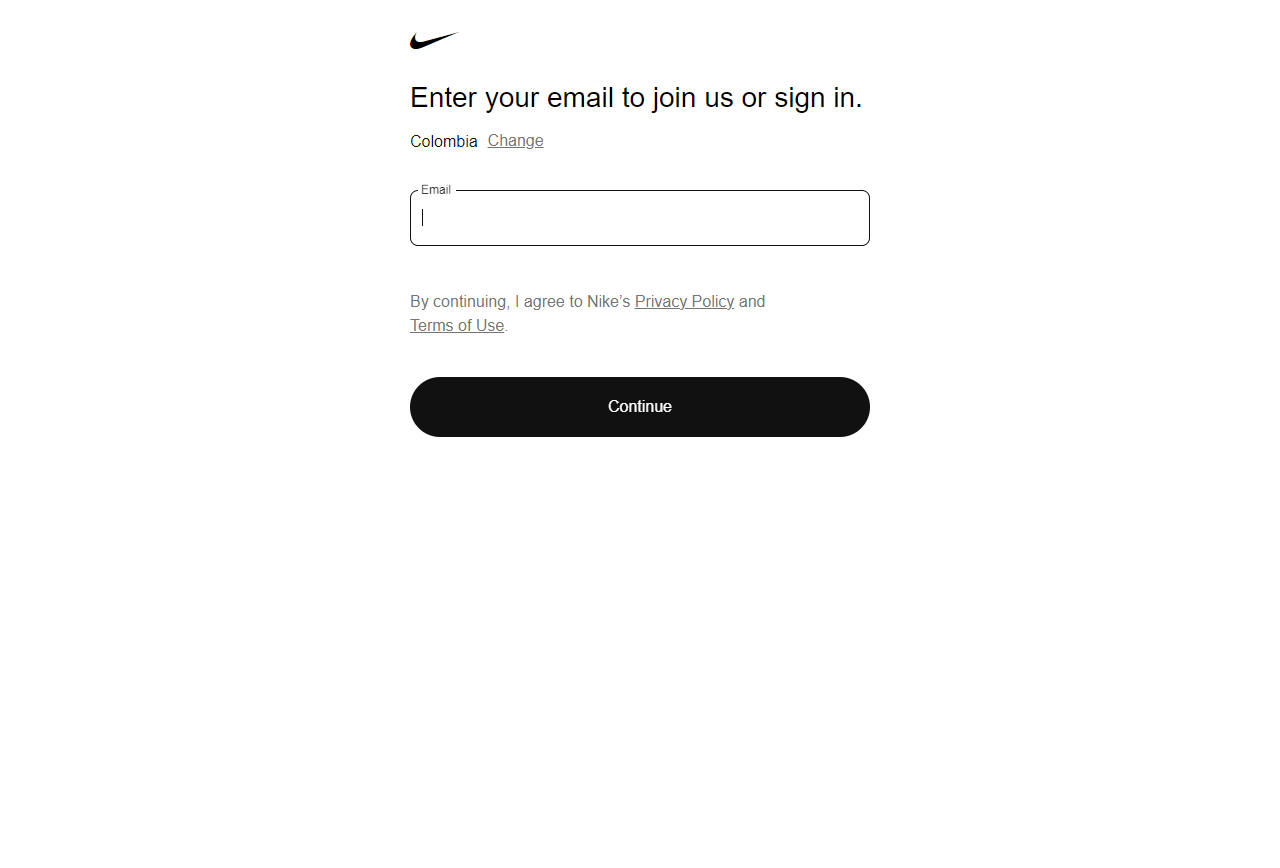 Enter your email to join us or sign in.
Colombia Change
Email
By continuing, I agree to Nike’s Privacy Policy and
Terms of Use.
Continue